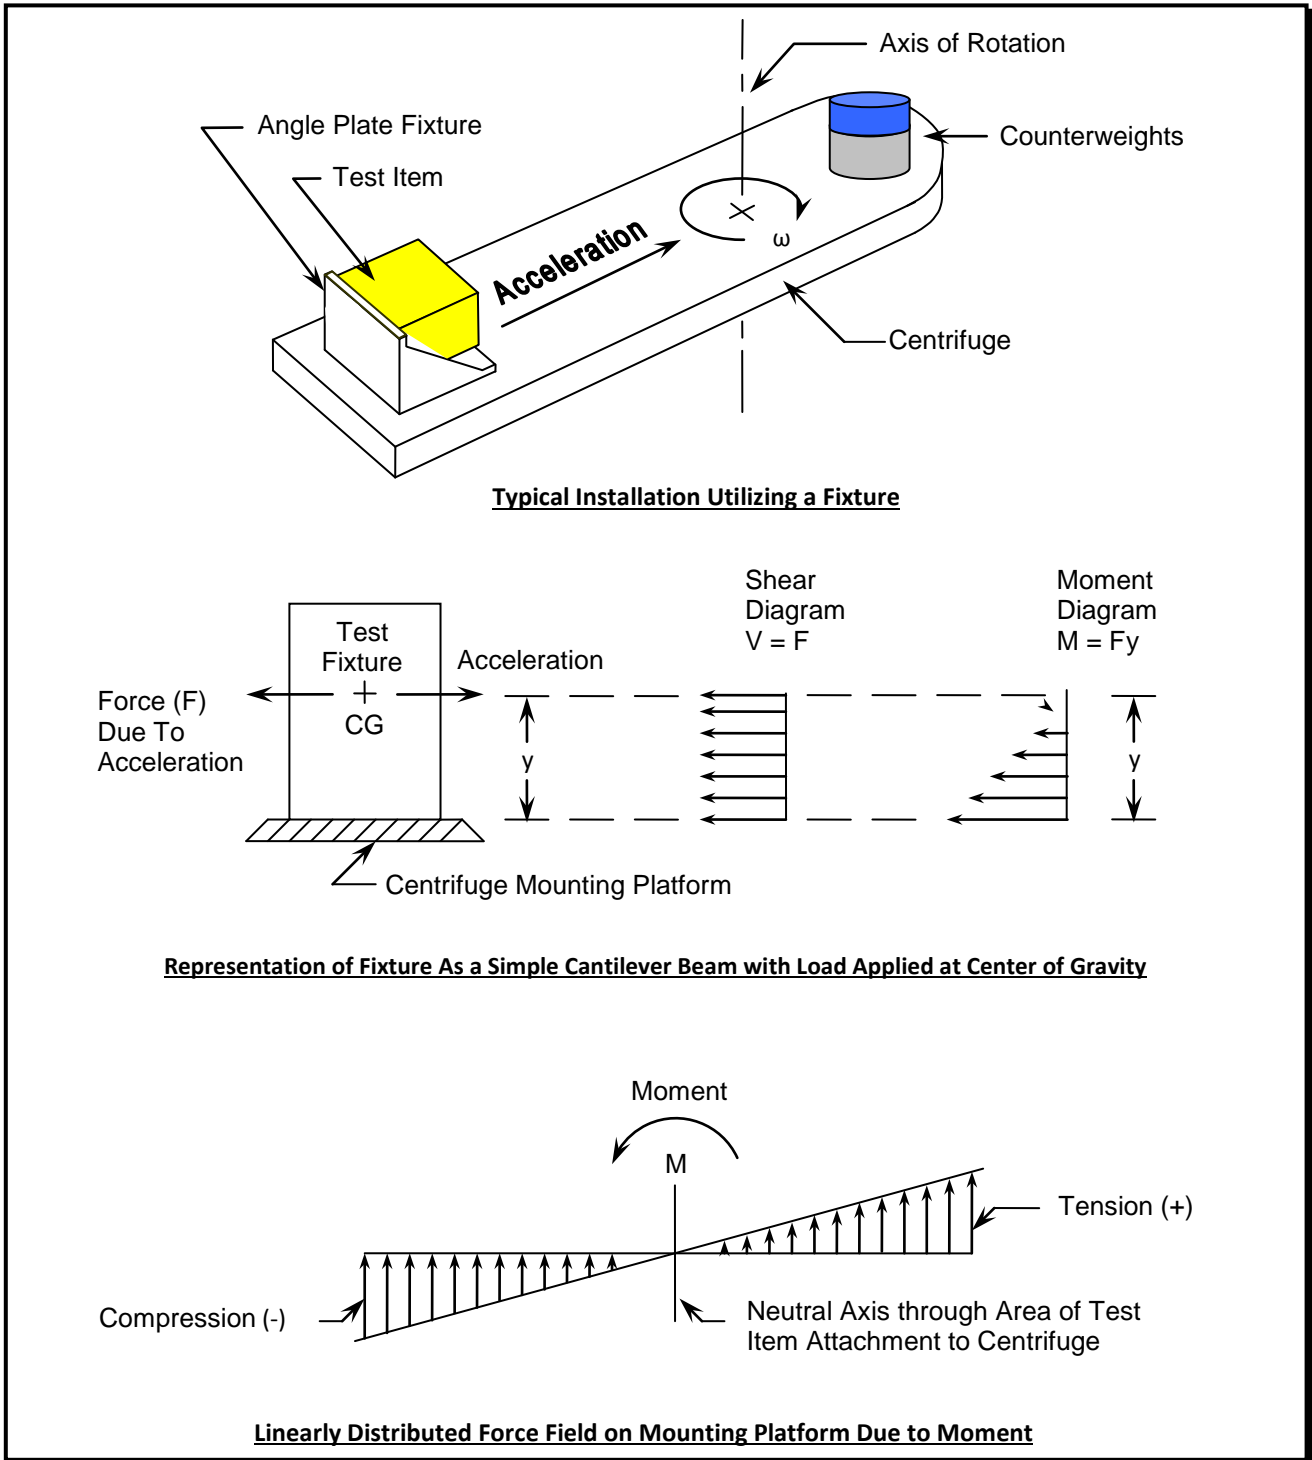 Axis of Rotation
Angle Plate Fixture
Counterweights
Test Item
Acceleration
ω
Centrifuge
Typical Installation Utilizing a Fixture
Shear
Diagram
V = F
Moment
Diagram
M = Fy
Test
Fixture
Acceleration
Force (F)
Due To
Acceleration
CG
y
y
Centrifuge Mounting Platform
Representation of Fixture As a Simple Cantilever Beam with Load Applied at Center of Gravity
Moment
M
Tension (+)
Compression (-)
Neutral Axis through Area of Test
Item Attachment to Centrifuge
Linearly Distributed Force Field on Mounting Platform Due to Moment